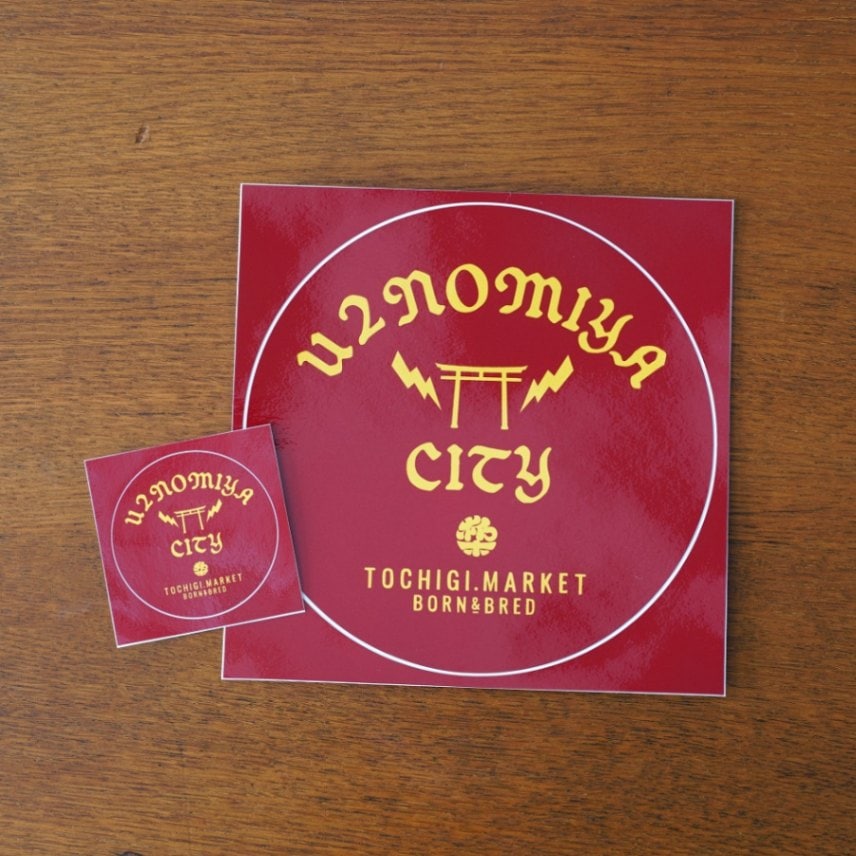 U2NOMIYA
CITY
TOCHIGI.MARKET
BORN&BRED
U2NOMIYA
CITY
TOCHIGI.MARKET
BORN&BRED